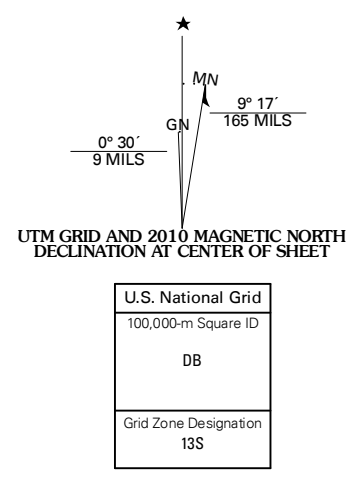 MN
9° 17´
165 MILS
GN
0° 30´
9 MILS
UTM GRID AND 2010 MAGNETIC NORTH
DECLINATION AT CENTER OF SHEET
U.S. National Grid
100,000-m Square ID
DB
Grid Zone Designation
13S